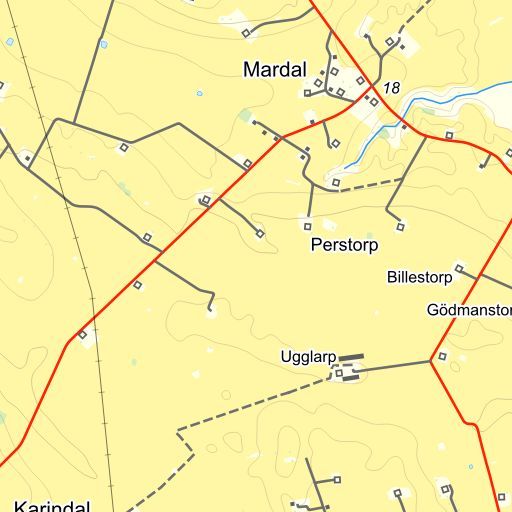 Mardal
18
Perstorp
Billestorp
Gödmanstor
Ugglarp
Karindal